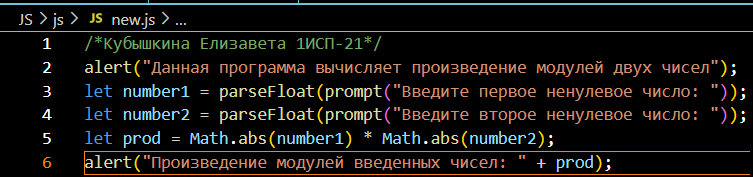 JS > js > JS new.js > ...
1 /*Кубышкина Елизавета 1ИСП-21*/
2 alert("Данная программа вычисляет произведение модулей двух чисел");
3 let number1 = parseFloat(prompt("Введите первое ненулевое число: "));
4 let number2 = parseFloat(prompt("Введите второе ненулевое число: "));
5 let prod = Math.abs(number1) * Math.abs(number2);
6 alert("Произведение модулей введенных чисел: " + prod);